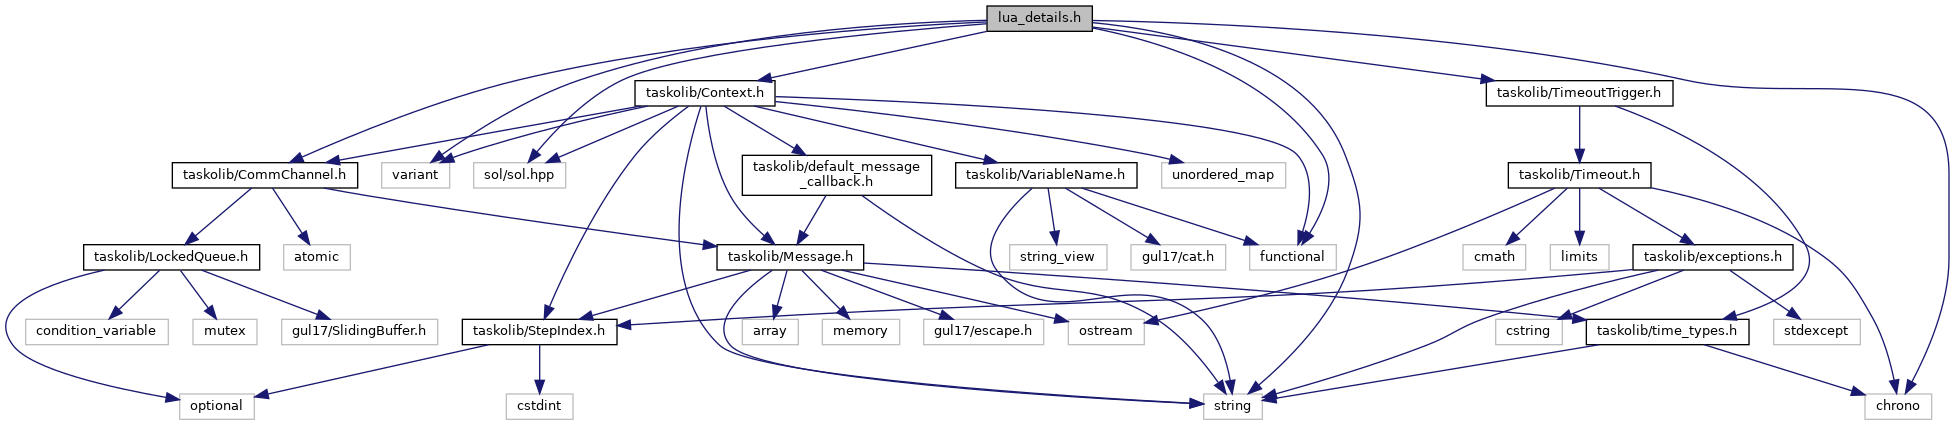 lua_details.h
taskolib/Context.h
taskolib/TimeoutTrigger.h
taskolib/CommChannel.h
variant
sol/sol.hpp
taskolib/default_message
_callback.h
taskolib/VariableName.h
unordered_map
taskolib/Timeout.h
taskolib/LockedQueue.h
atomic
taskolib/Message.h
string_view
gul17/cat.h
functional
cmath
limits
taskolib/exceptions.h
condition_variable
mutex
gul17/SlidingBuffer.h
taskolib/StepIndex.h
array
memory
gul17/escape.h
ostream
cstring
taskolib/time_types.h
stdexcept
optional
cstdint
string
chrono